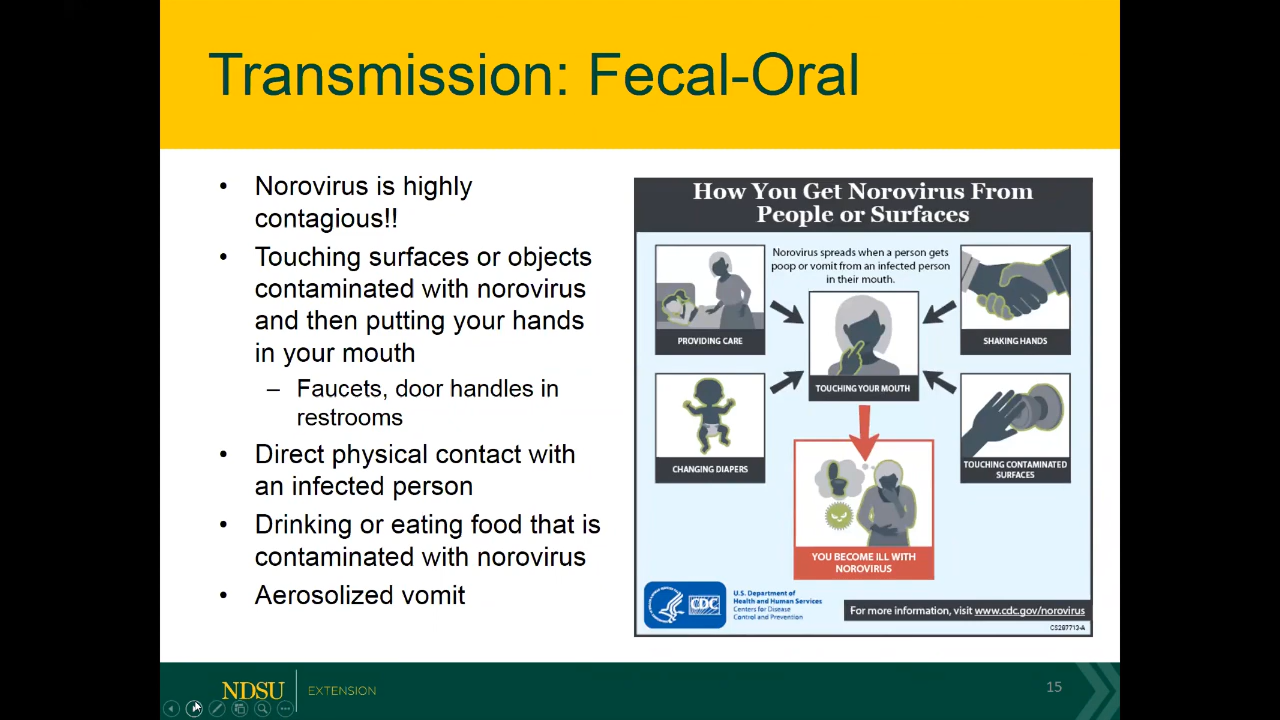 Transmission: Fecal-Oral
• Norovirus is highly
contagious!!
• Touching surfaces or objects
contaminated with norovirus
and then putting your hands
in your mouth
– Faucets, door handles in
restrooms
• Direct physical contact with
an infected person
• Drinking or eating food that is
contaminated with norovirus
• Aerosolized vomit
How You Get Norovirus From
People or Surfaces
Norovirus spreads when a person gets
poop or vomit from an infected person
in their mouth.
PROVIDING CARE
SHAKING HANDS
TOUCHING YOUR MOUTH
CHANGING DIAPERS
TOUCHING CONTAMINATED
SURFACES
YOU BECOME ILL WITH
NOROVIRUS
CDC
U.S. Department of
Health and Human Services
Centers for Disease
Control and Prevention
For more information, visit www.cdc.gov/norovirus
CS287713-A
NDSU EXTENSION
15